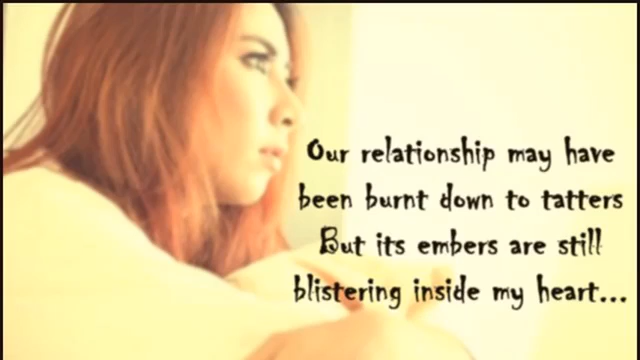 Our relationship may have
been burnt down to tatters
But its embers are still
blistering inside my heart...